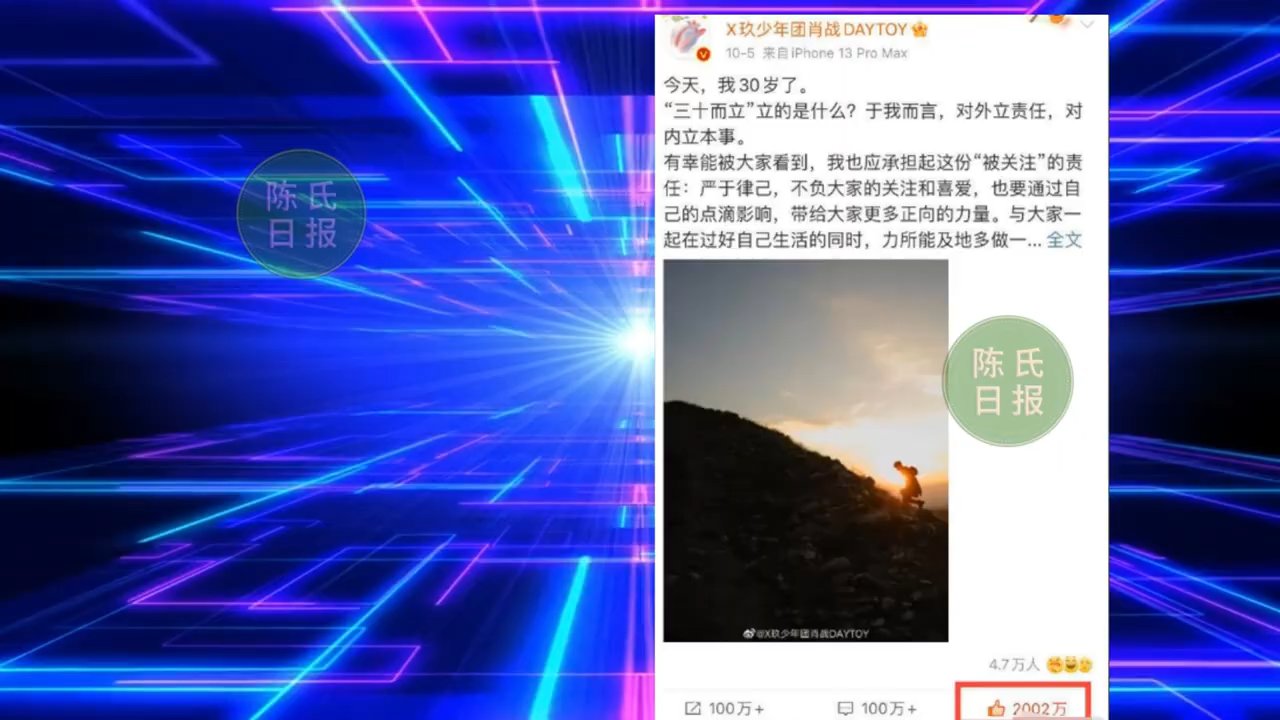 X玖少年团肖战DAYTOY
10-5 来自iPhone 13 Pro Max
今天，我30岁了。
“三十而立”立的是什么？于我而言，对外立责任，对
内立本事。
有幸能被大家看到，我也应承担起这份“被关注”的责
任：严于律己，不负大家的关注和喜爱，也要通过自
己的点滴影响，带给大家更多正向的力量。与大家一
起在过好自己生活的同时，力所能及地多做一... 全文
陈氏
日报
陈氏
日报
@X玖少年团肖战DAYTOY
4.7万人
100万+
100万+
2002万